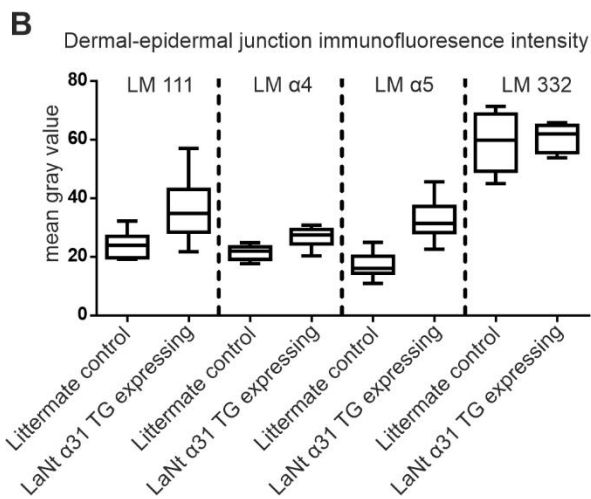 B
Dermal-epidermal junction immunofluoresence intensity
LM 111
LM α4
LM α5
LM 332
mean gray value
80
60
40
20
0
Littermate control
LaNt α31 TG expressing
Littermate control
LaNt α31 TG expressing
Littermate control
LaNt α31 TG expressing
Littermate control
LaNt α31 TG expressing